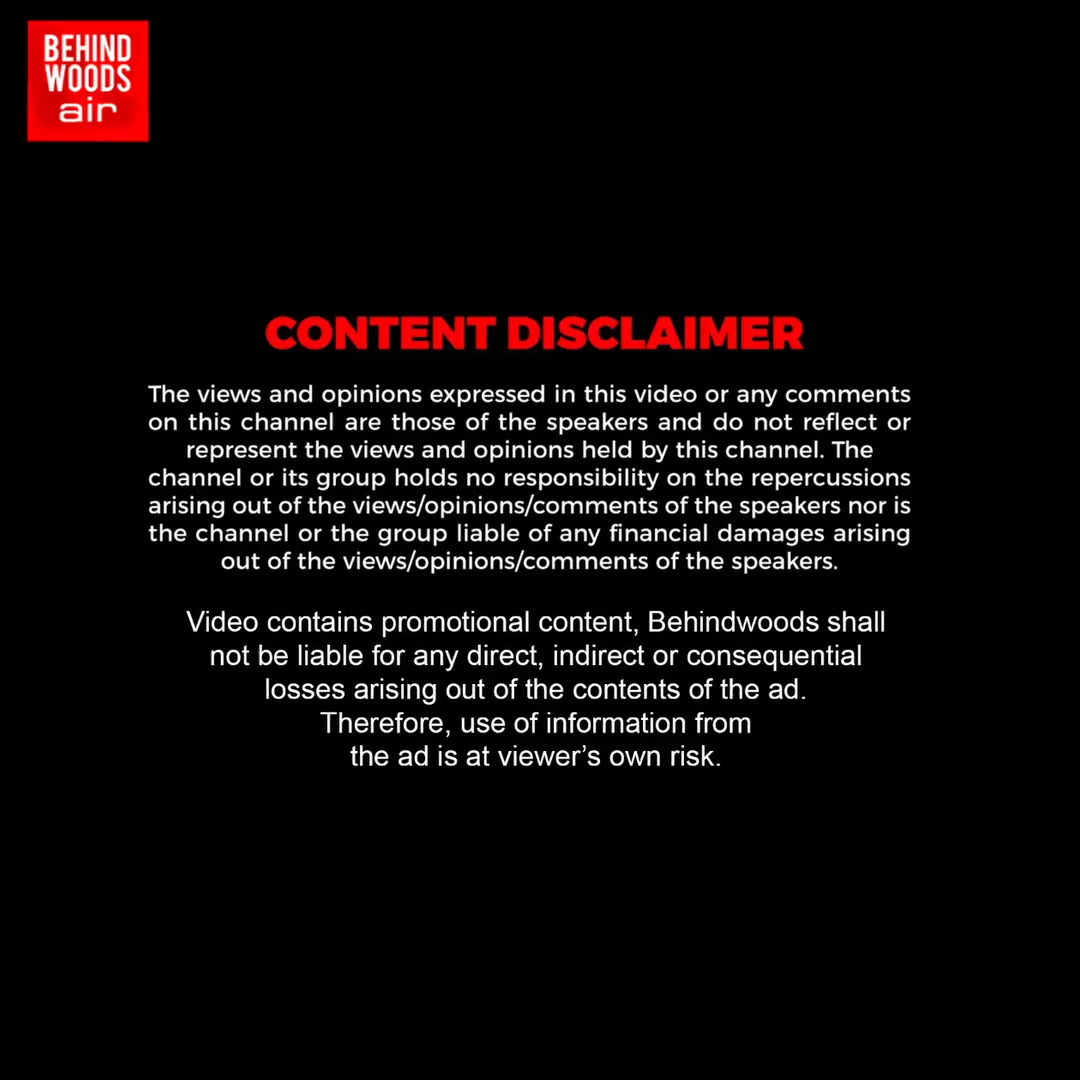 BEHIND
WOODS
air
CONTENT DISCLAIMER
The views and opinions expressed in this video or any comments
on this channel are those of the speakers and do not reflect or
represent the views and opinions held by this channel. The
channel or its group holds no responsibility on the repercussions
arising out of the views/opinions/comments of the speakers nor is
the channel or the group liable of any financial damages arising
out of the views/opinions/comments of the speakers.
Video contains promotional content, Behindwoods shall
not be liable for any direct, indirect or consequential
losses arising out of the contents of the ad.
Therefore, use of information from
the ad is at viewer’s own risk.